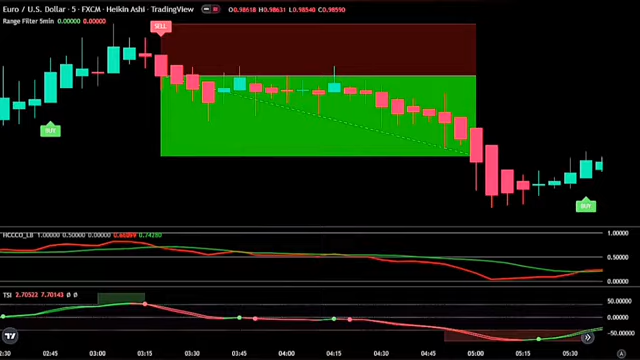 Euro / U.S. Dollar · 5 · FXCM · Heikin Ashi · TradingView O0.98618 H0.98631 L0.98540 C0.98590
Range Filter 5min 0.00000 0.00000
SELL
BUY
BUY
HCCCO_LB 1.00000 0.50000 0.00000 0.66099 0.74280
1.00000
0.50000
0.00000
TSI 2.70522 7.70143 Ø Ø
50.00000
0.00000
-50.00000
2:30 02:45 03:00 03:15 03:45 04:00 04:15 04:30 04:45 05:00 05:15 05:30
A